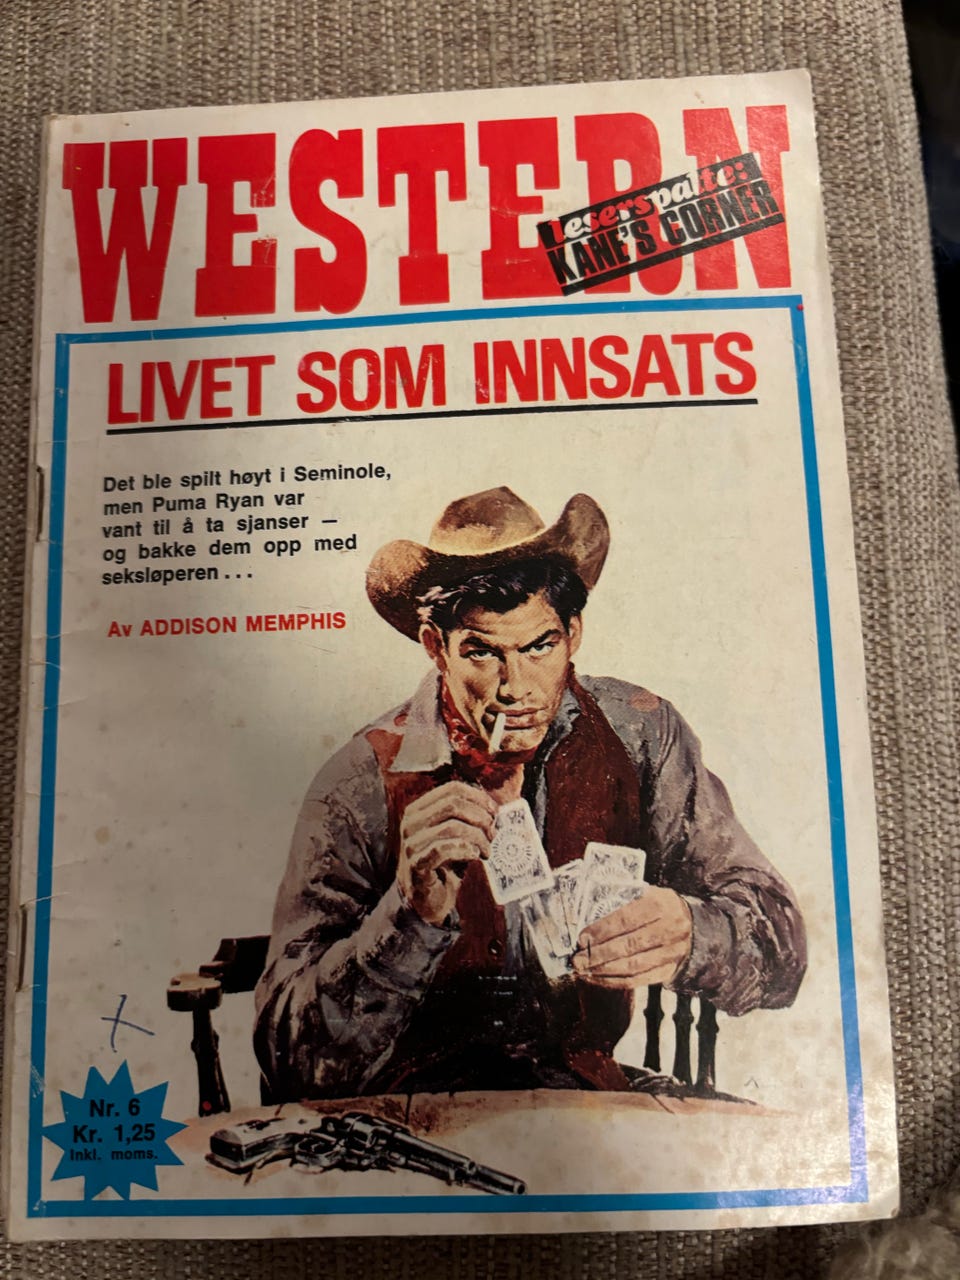 WESTERN
leserspalte:
KANE'S CORNER
LIVET SOM INNSATS
Det ble spilt høyt i Seminole,
men Puma Ryan var
vant til å ta sjanser –
og bakke dem opp med
seksløperen...
Av ADDISON MEMPHIS
Nr. 6
Kr. 1,25
Inkl. moms.